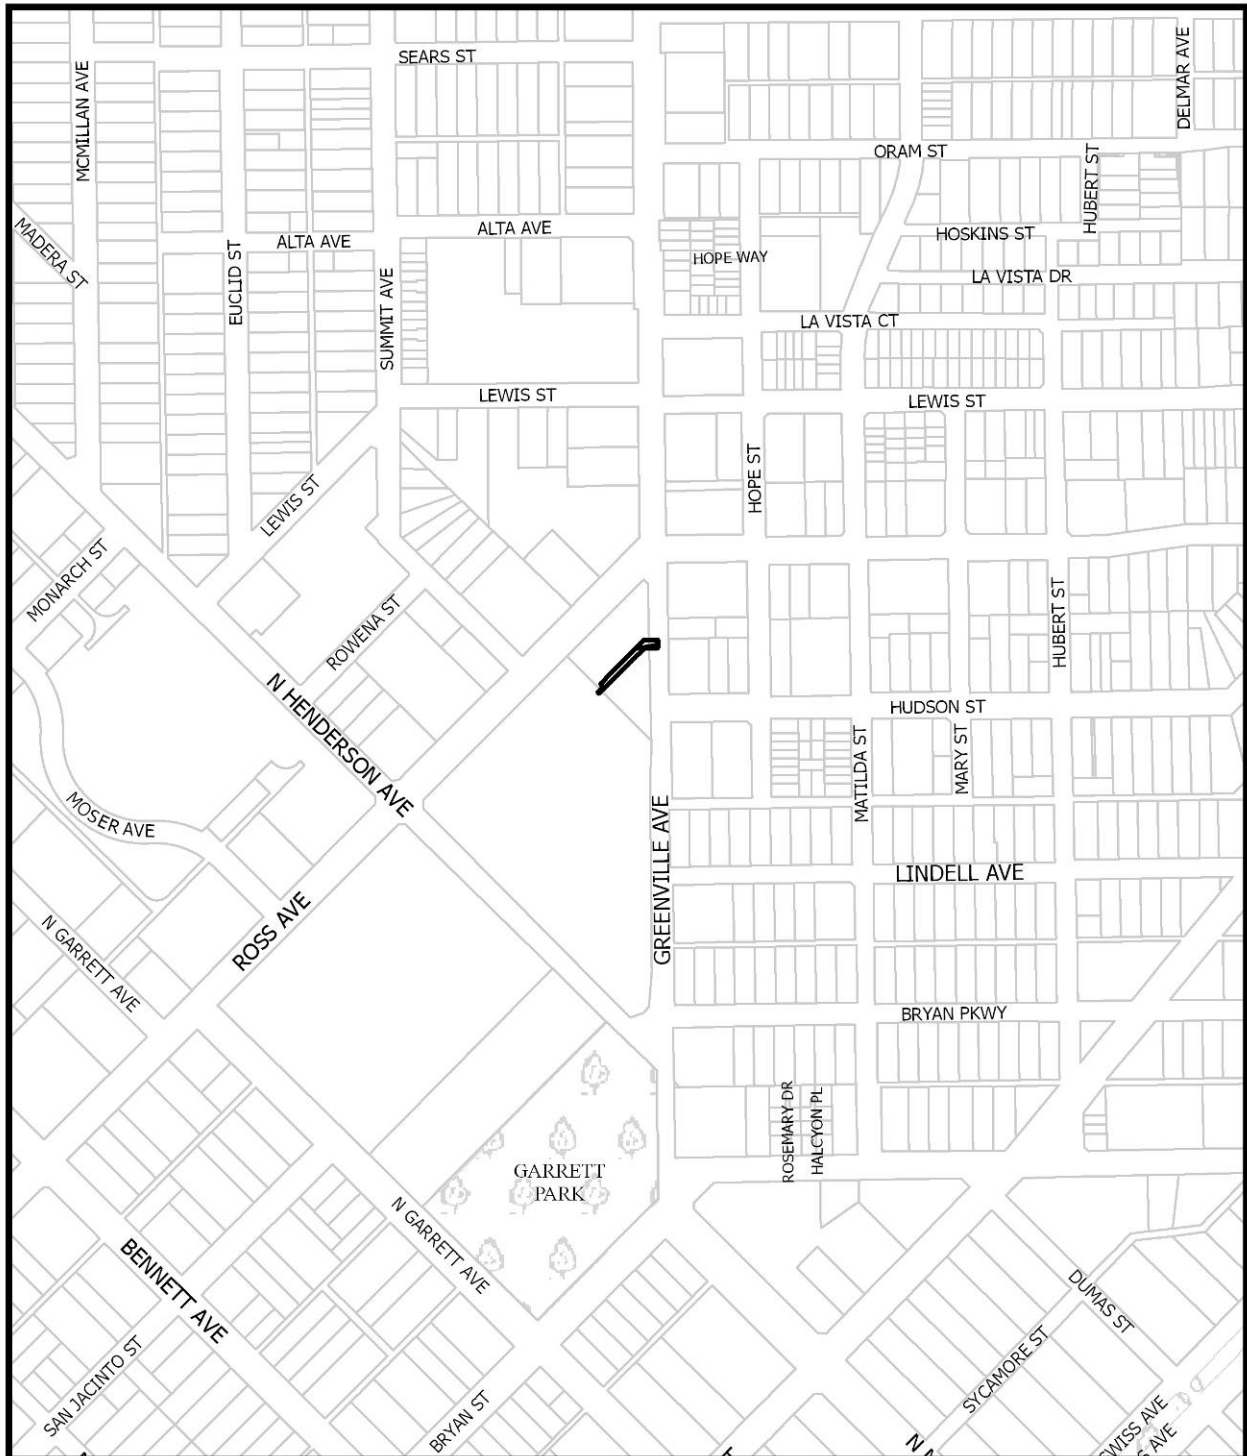 SEARS ST
MCMILLAN AVE
DELMAR AVE
ORAM ST
HUBERT ST
MADERA ST
ALTA AVE
ALTA AVE
EUCLID ST
SUMMIT AVE
HOSKINS ST
HOPE WAY
LA VISTA DR
LA VISTA CT
LEWIS ST
LEWIS ST
HOPE ST
LEWIS ST
MONARCH ST
ROWENA ST
HUBERT ST
N HENDERSON AVE
HUDSON ST
MATILDA ST
MARY ST
MOSER AVE
GREENVILLE AVE
LINDELL AVE
ROSS AVE
N GARRETT AVE
BRYAN PKWY
ROSEMARY DR
HALCYON PL
GARRETT
PARK
N GARRETT AVE
BENNETT AVE
DUMAS ST
SYCAMORE ST
SAN JACINTO ST
BRYAN ST